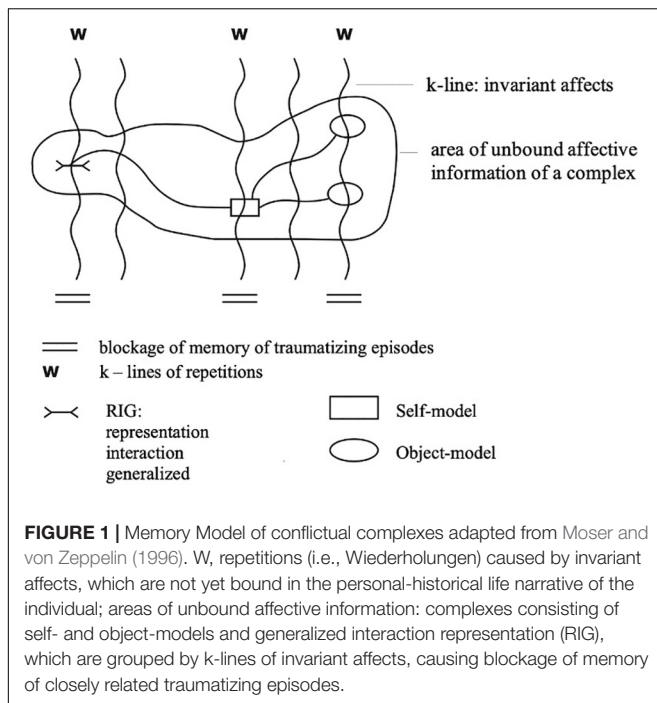 W W W
k-line: invariant affects
area of unbound affective
information of a complex
blockage of memory of traumatizing episodes
W k – lines of repetitions
RIG:
representation
interaction
generalized
Self-model
Object-model
FIGURE 1 | Memory Model of conflictual complexes adapted from Moser and
von Zeppelin (1996). W, repetitions (i.e., Wiederholungen) caused by invariant
affects, which are not yet bound in the personal-historical life narrative of the
individual; areas of unbound affective information: complexes consisting of
self- and object-models and generalized interaction representation (RIG),
which are grouped by k-lines of invariant affects, causing blockage of memory
of closely related traumatizing episodes.